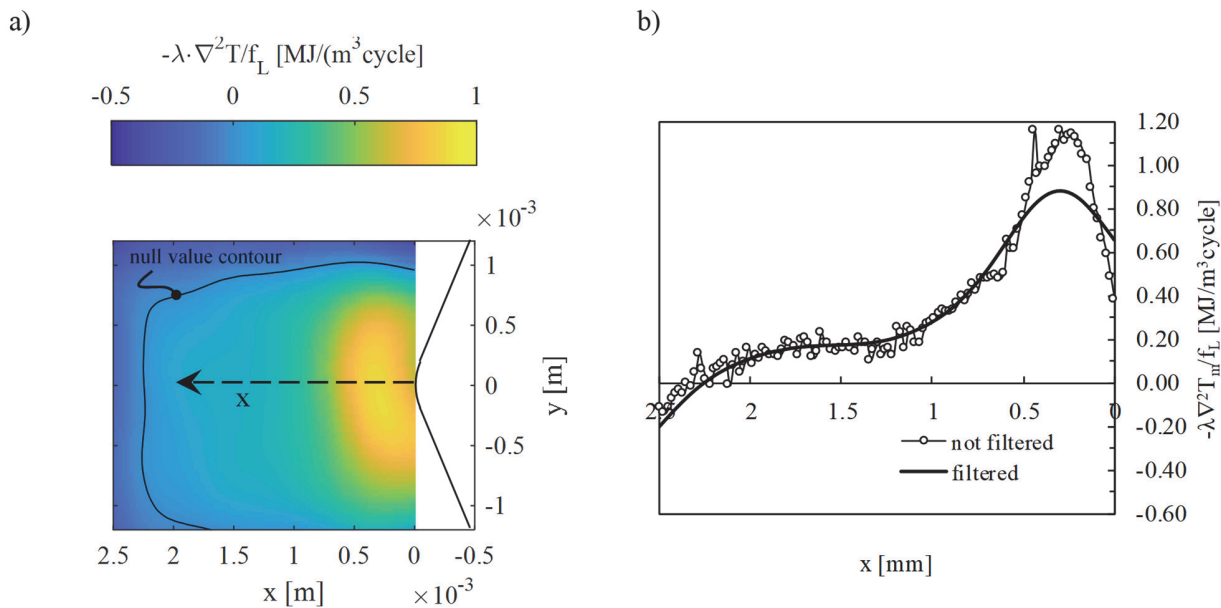 a)
-λ·∇²T/f_L [MJ/(m³cycle]
-0.5 0 0.5 1
×10⁻³
null value contour
1
0.5
0
-0.5
-1
x
y [m]
2.5 2 1.5 1 0.5 0 -0.5
x [m]
×10⁻³
b)
1.20
1.00
0.80
0.60
0.40
0.20
0.00
-0.20
-0.40
-0.60
2.5 2 1.5 1 0.5 0
not filtered
filtered
-λ∇²T_m/f_L [MJ/m³cycle]
x [mm]